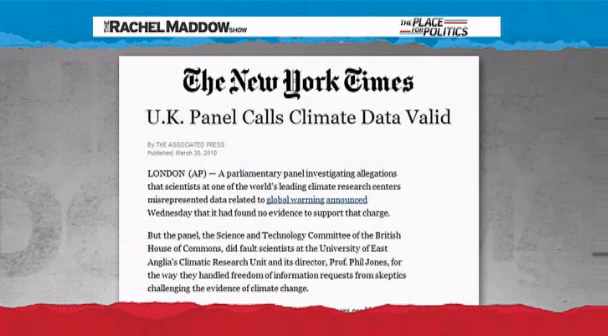 THE RACHEL MADDOW SHOW
THE PLACE FOR POLITICS
The New York Times
U.K. Panel Calls Climate Data Valid
By THE ASSOCIATED PRESS
Published: March 30, 2010
LONDON (AP) — A parliamentary panel investigating allegations
that scientists at one of the world's leading climate research centers
misrepresented data related to global warming announced
Wednesday that it had found no evidence to support that charge.
But the panel, the Science and Technology Committee of the British
House of Commons, did fault scientists at the University of East
Anglia's Climatic Research Unit and its director, Prof. Phil Jones, for
the way they handled freedom of information requests from skeptics
challenging the evidence of climate change.